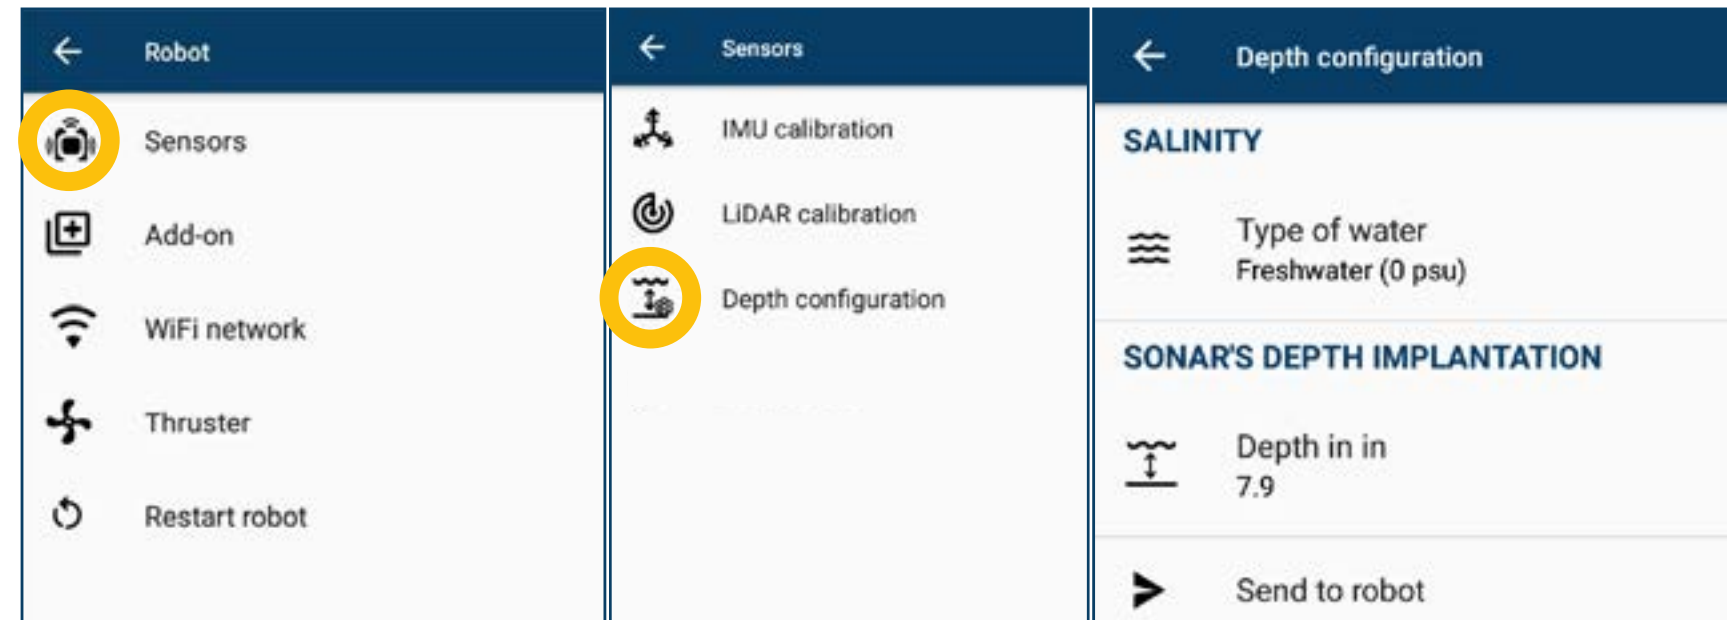 Robot
Sensors
Add-on
WiFi network
Thruster
Restart robot
Sensors
IMU calibration
LiDAR calibration
Depth configuration
Depth configuration
SALINITY
Type of water
Freshwater (0 psu)
SONAR'S DEPTH IMPLANTATION
Depth in in
7.9
Send to robot